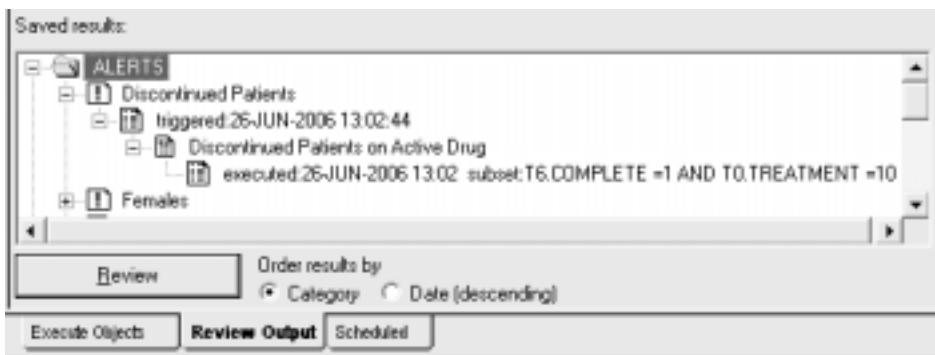 Saved results:
ALERTS
Discontinued Patients
triggered:26-JUN-2006 13:02:44
Discontinued Patients on Active Drug
executed:26-JUN-2006 13:02 subset:T6.COMPLETE =1 AND T0.TREATMENT =10
Females
Review
Order results by
Category Date (descending)
Execute Objects Review Output Scheduled